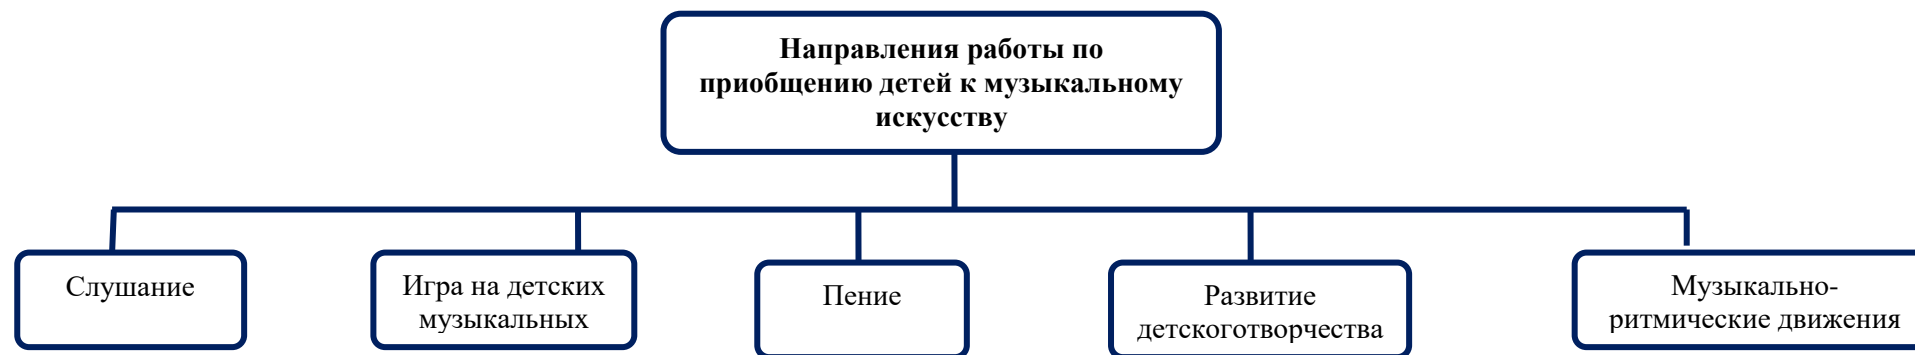 Направления работы по
приобщению детей к музыкальному
искусству
Слушание
Игра на детских
музыкальных
Пение
Развитие
детскоготворчества
Музыкально-
ритмические движения